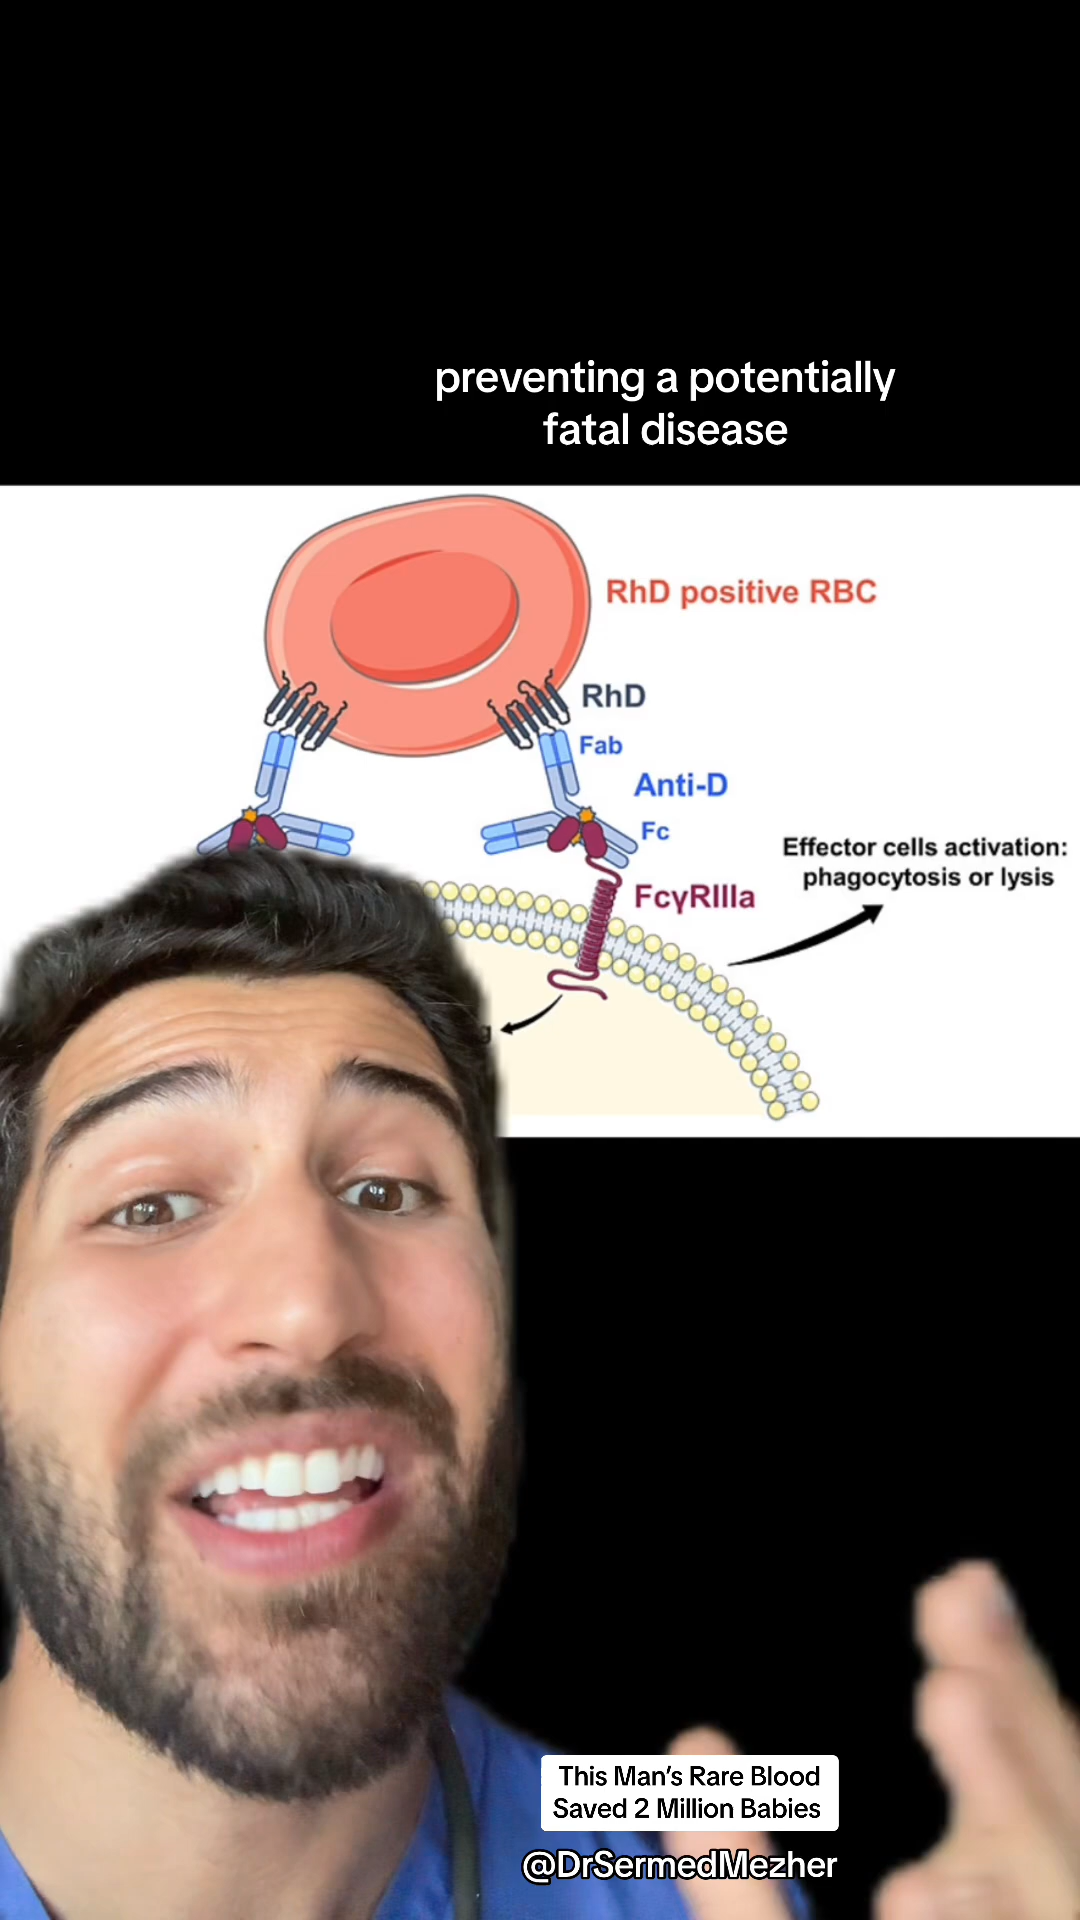 preventing a potentially
fatal disease
RhD positive RBC
RhD
Fab
Anti-D
Fc
Effector cells activation:
phagocytosis or lysis
FcγRIIIa
This Man's Rare Blood
Saved 2 Million Babies
@DrSermedMezher